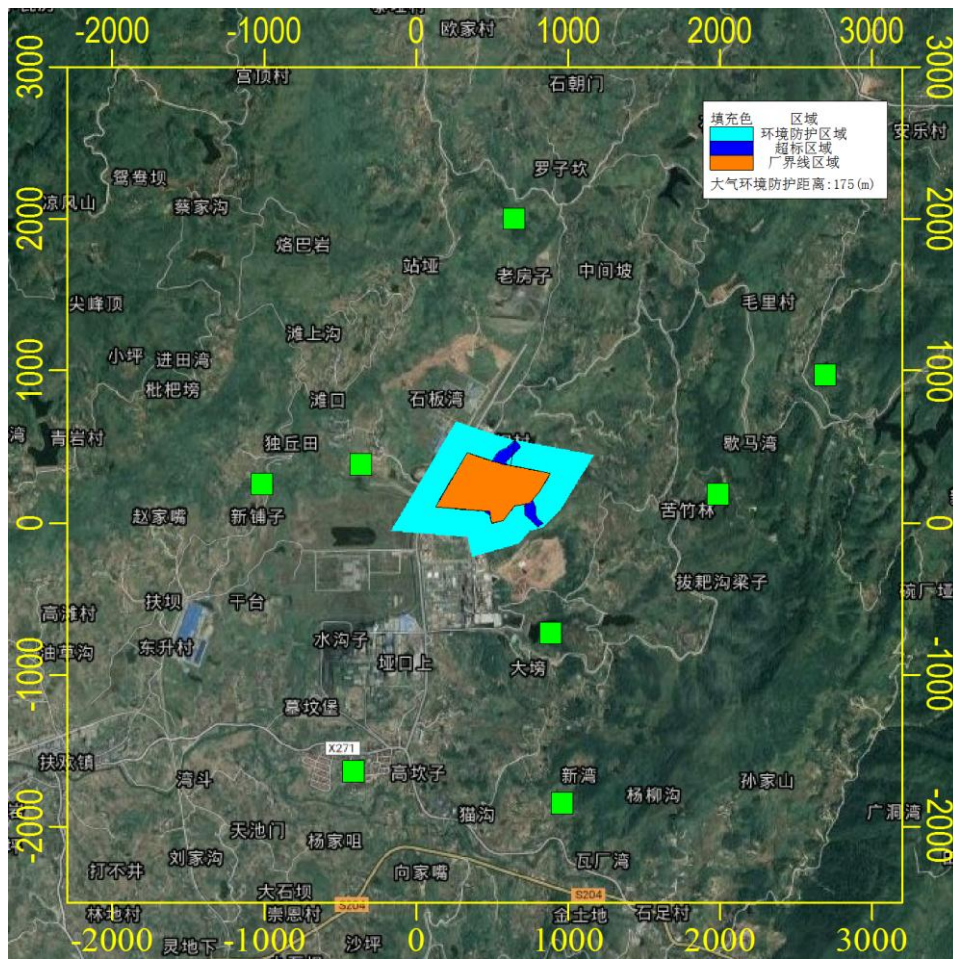 欧家村
-2000 -1000 0 1000 2000 3000
3000
3000
宫顶村
石朝门
填充色 区域
环境防护区域
超标区域
厂界线区域
大气环境防护距离:175(m)
安乐村
罗子坎
鸳鸯坝
凉风山
蔡家沟
2000
2000
烙巴岩
站垭
老房子
中间坡
尖峰顶
毛里村
滩上沟
小坪
进田湾
1000
1000
枇杷塝
滩口
石板湾
湾
青岩村
独丘田
歇马湾
0
0
赵家嘴
新铺子
苦竹林
拔耙沟梁子
碗厂垭
高滩村
扶坝
干台
油草沟
东升村
水沟子
垭口上
大塝
-1000
-1000
墓坟堡
X271
扶欢镇
湾斗
高坎子
新湾
孙家山
杨柳沟
广洞湾
猫沟
-2000
-2000
天池门
杨家咀
刘家沟
打不井
向家嘴
瓦厂湾
大石坝
S204
S204
林地村
崇恩村
金土地
石足村
-2000 -1000 0 1000 2000 3000
灵地下
沙坪